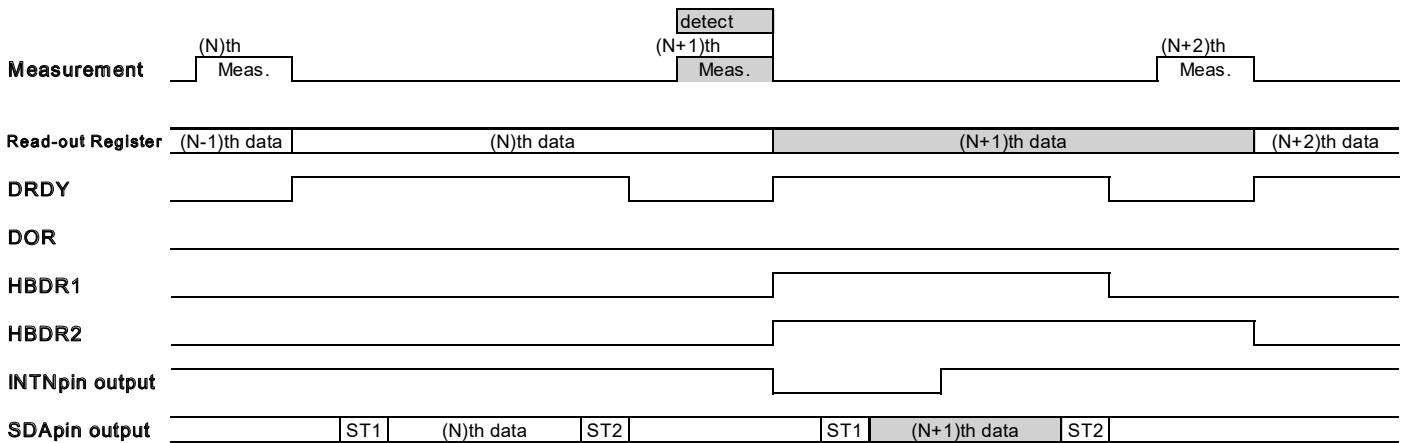 detect
(N)th (N+1)th (N+2)th
Measurement Meas. Meas. Meas.
Read-out Register (N-1)th data (N)th data (N+1)th data (N+2)th data
DRDY
DOR
HBDR1
HBDR2
INTNpin output
SDApin output ST1 (N)th data ST2 ST1 (N+1)th data ST2